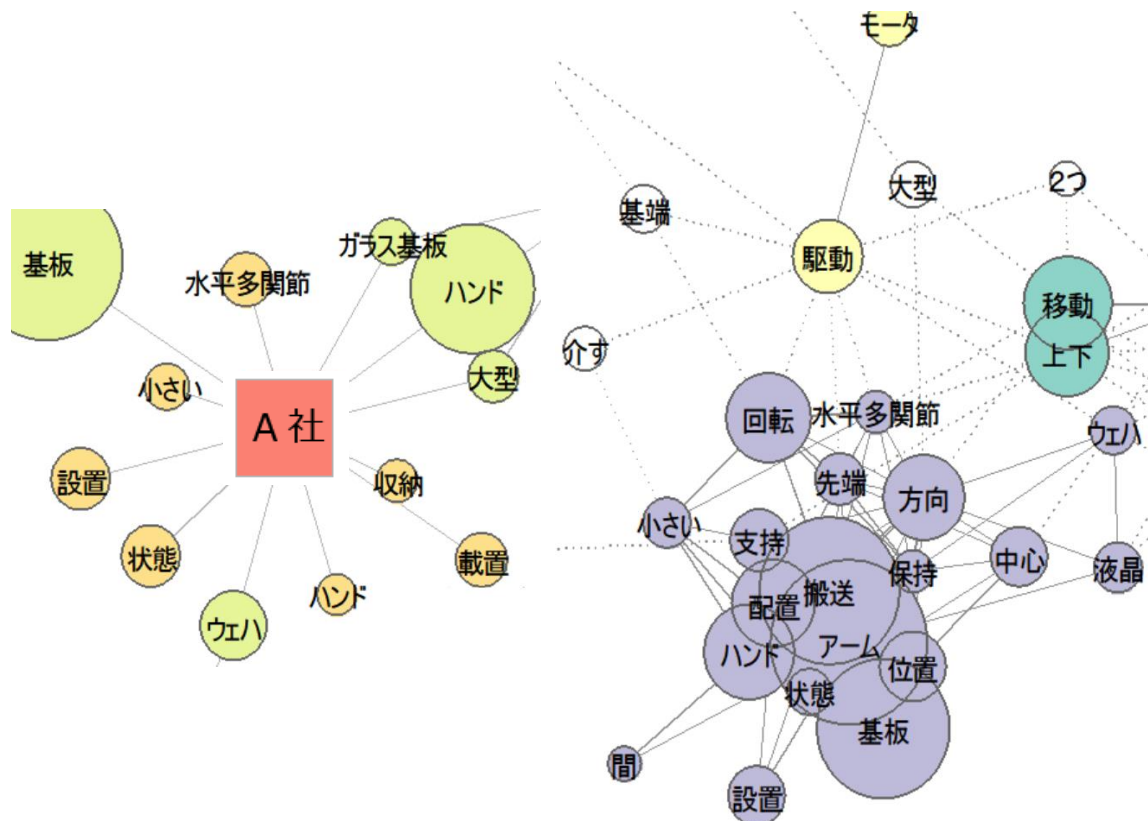 基板
水平多関節
ガラス基板
ハンド
大型
小さい
A 社
設置
収納
状態
載置
ハンド
ウェハ
モータ
基端
大型
2つ
駆動
移動
上下
介す
回転
水平多関節
ウェハ
先端
方向
小さい
支持
保持
中心
液晶
搬送
配置
アーム
ハンド
位置
状態
基板
間
設置